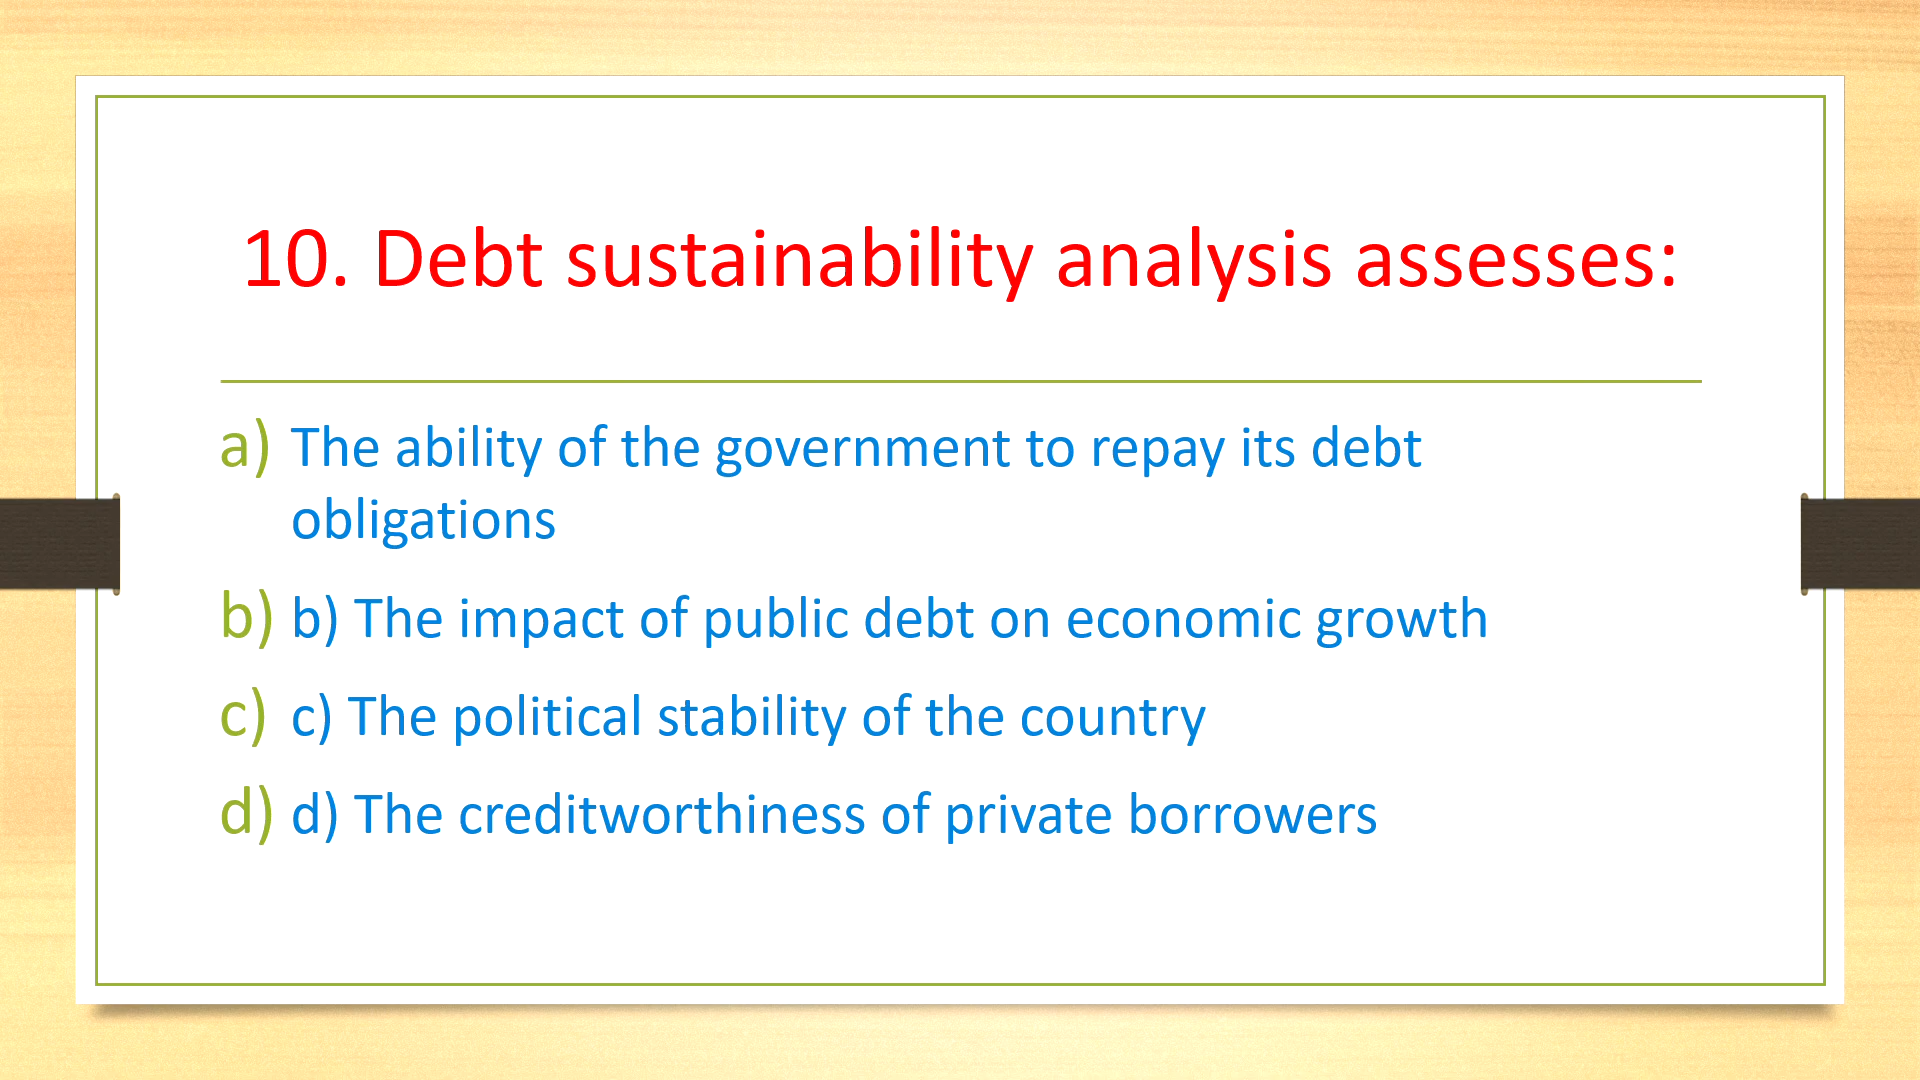 10. Debt sustainability analysis assesses:
a) The ability of the government to repay its debt
obligations
b) b) The impact of public debt on economic growth
c) c) The political stability of the country
d) d) The creditworthiness of private borrowers